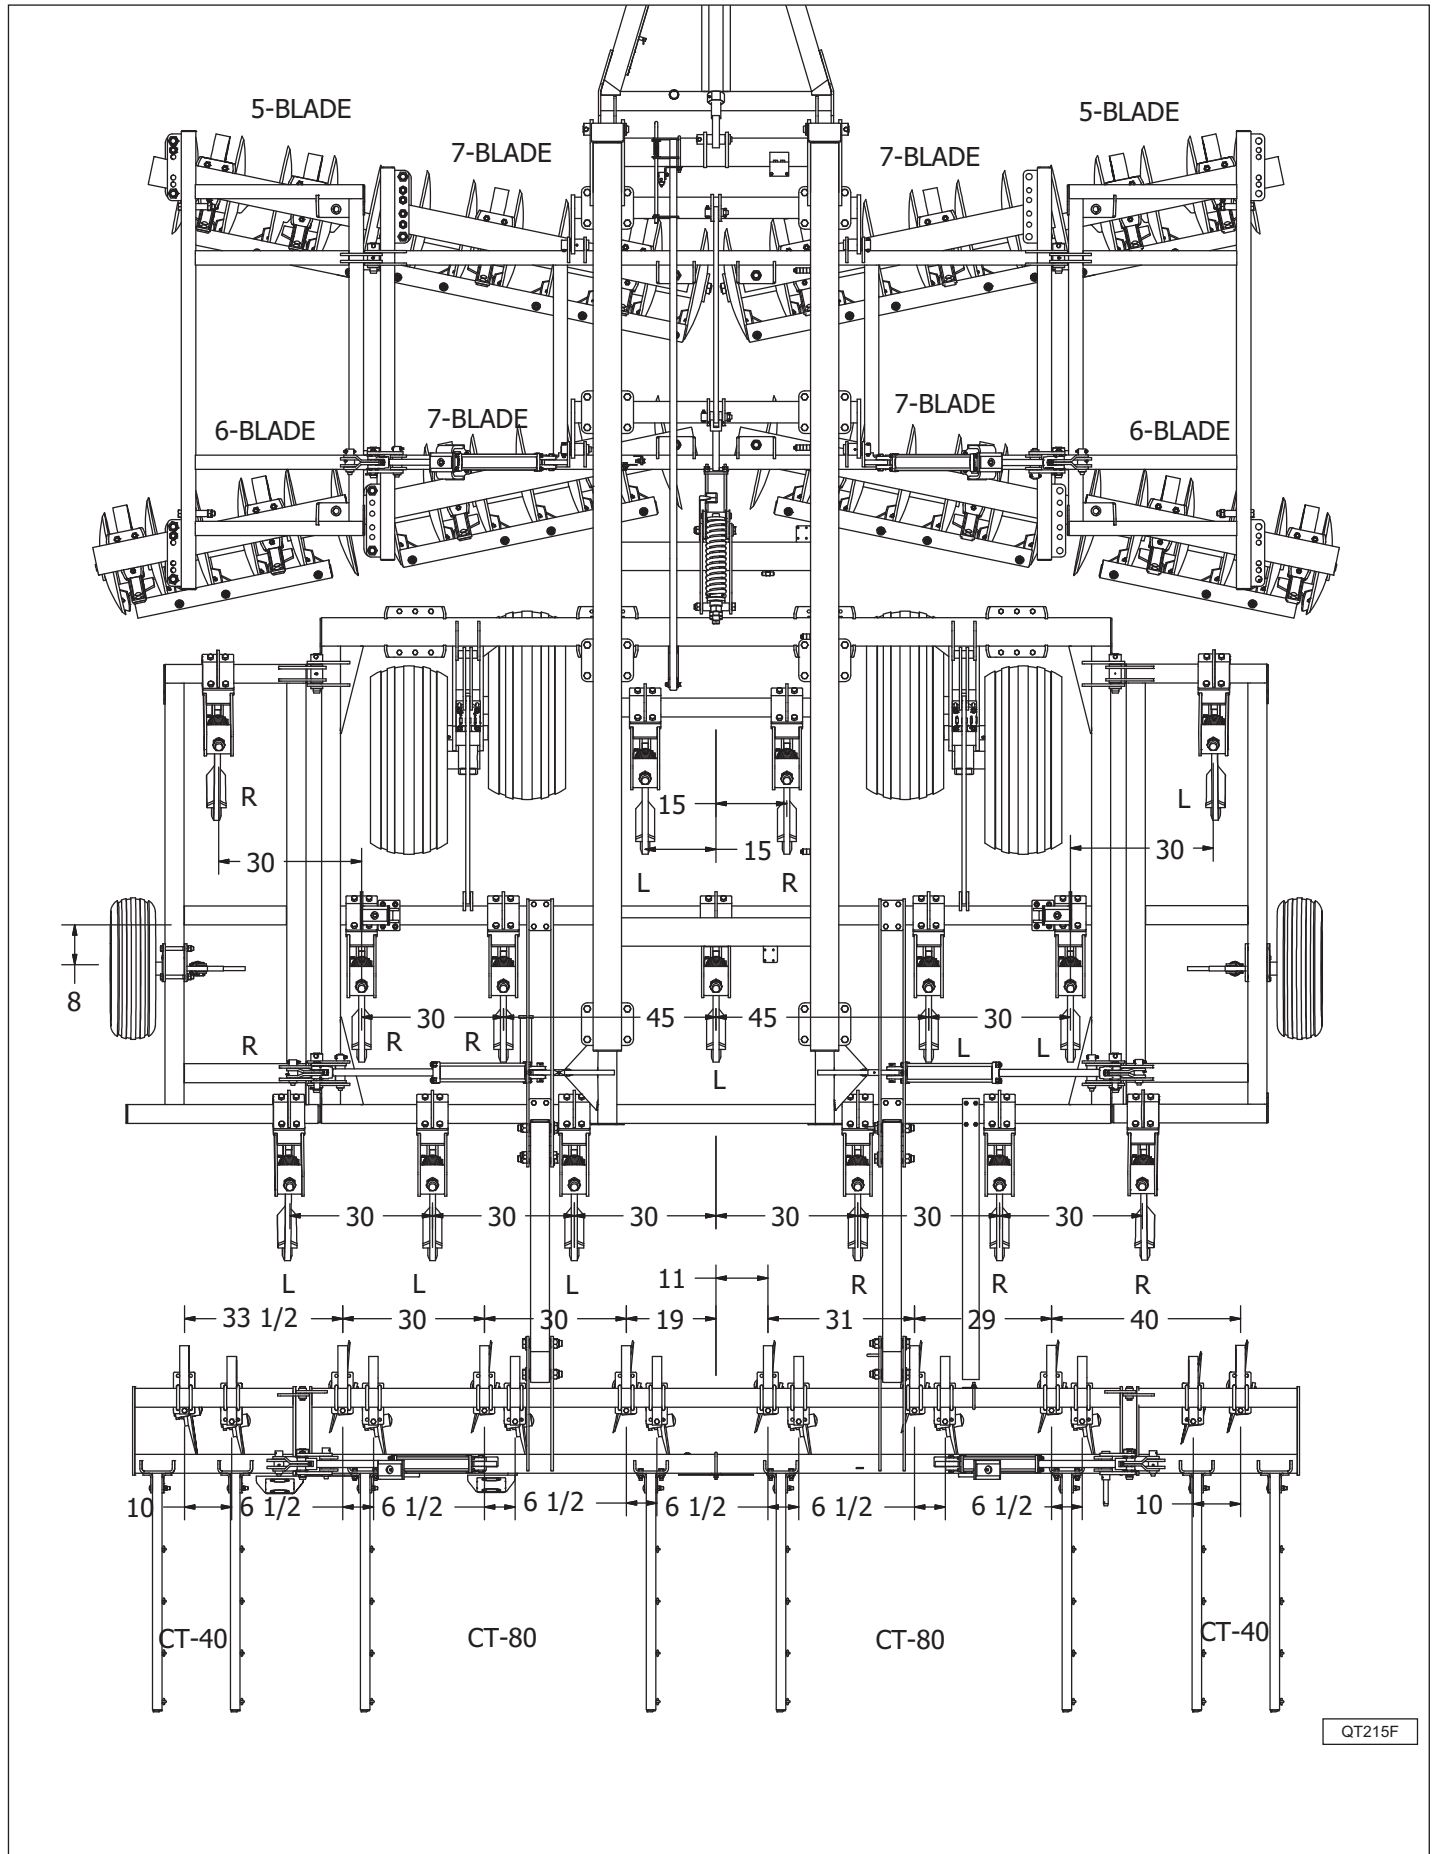 5-BLADE
5-BLADE
7-BLADE
7-BLADE
7-BLADE
7-BLADE
6-BLADE
6-BLADE
R
L
15
15
30
30
L
R
8
30
45
45
30
R
R
R
L
L
L
30
30
30
30
30
30
L
L
L
R
R
R
11
33 1/2
30
30
19
31
29
40
10
6 1/2
6 1/2
6 1/2
6 1/2
6 1/2
6 1/2
10
CT-40
CT-80
CT-80
CT-40
QT215F